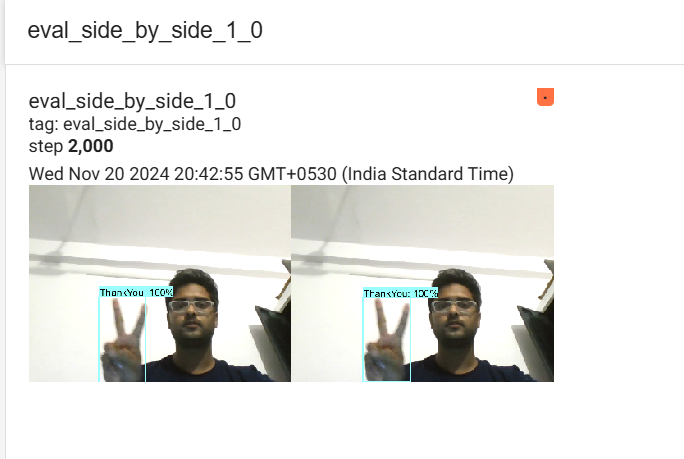 eval_side_by_side_1_0
eval_side_by_side_1_0
tag: eval_side_by_side_1_0
step 2,000
Wed Nov 20 2024 20:42:55 GMT+0530 (India Standard Time)
ThankYou: 100%
ThankYou: 100%